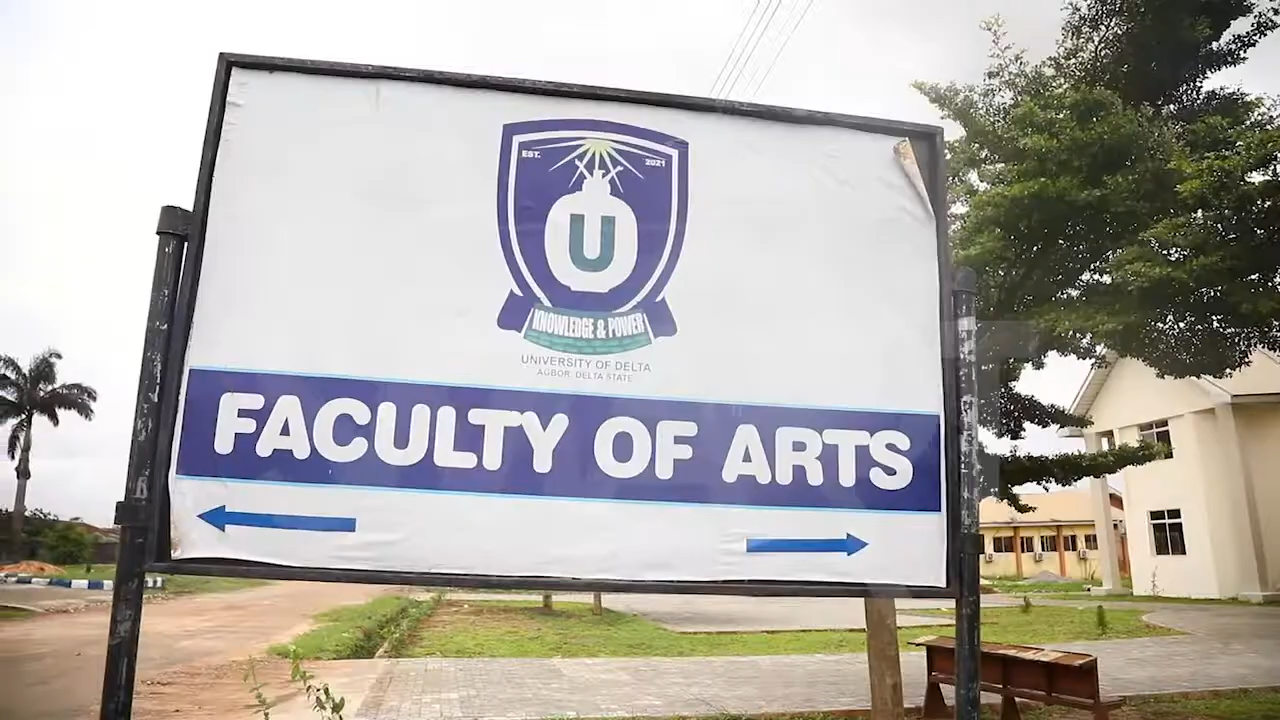 EST. 2021
U
KNOWLEDGE & POWER
UNIVERSITY OF DELTA
AGBOR DELTA STATE
FACULTY OF ARTS